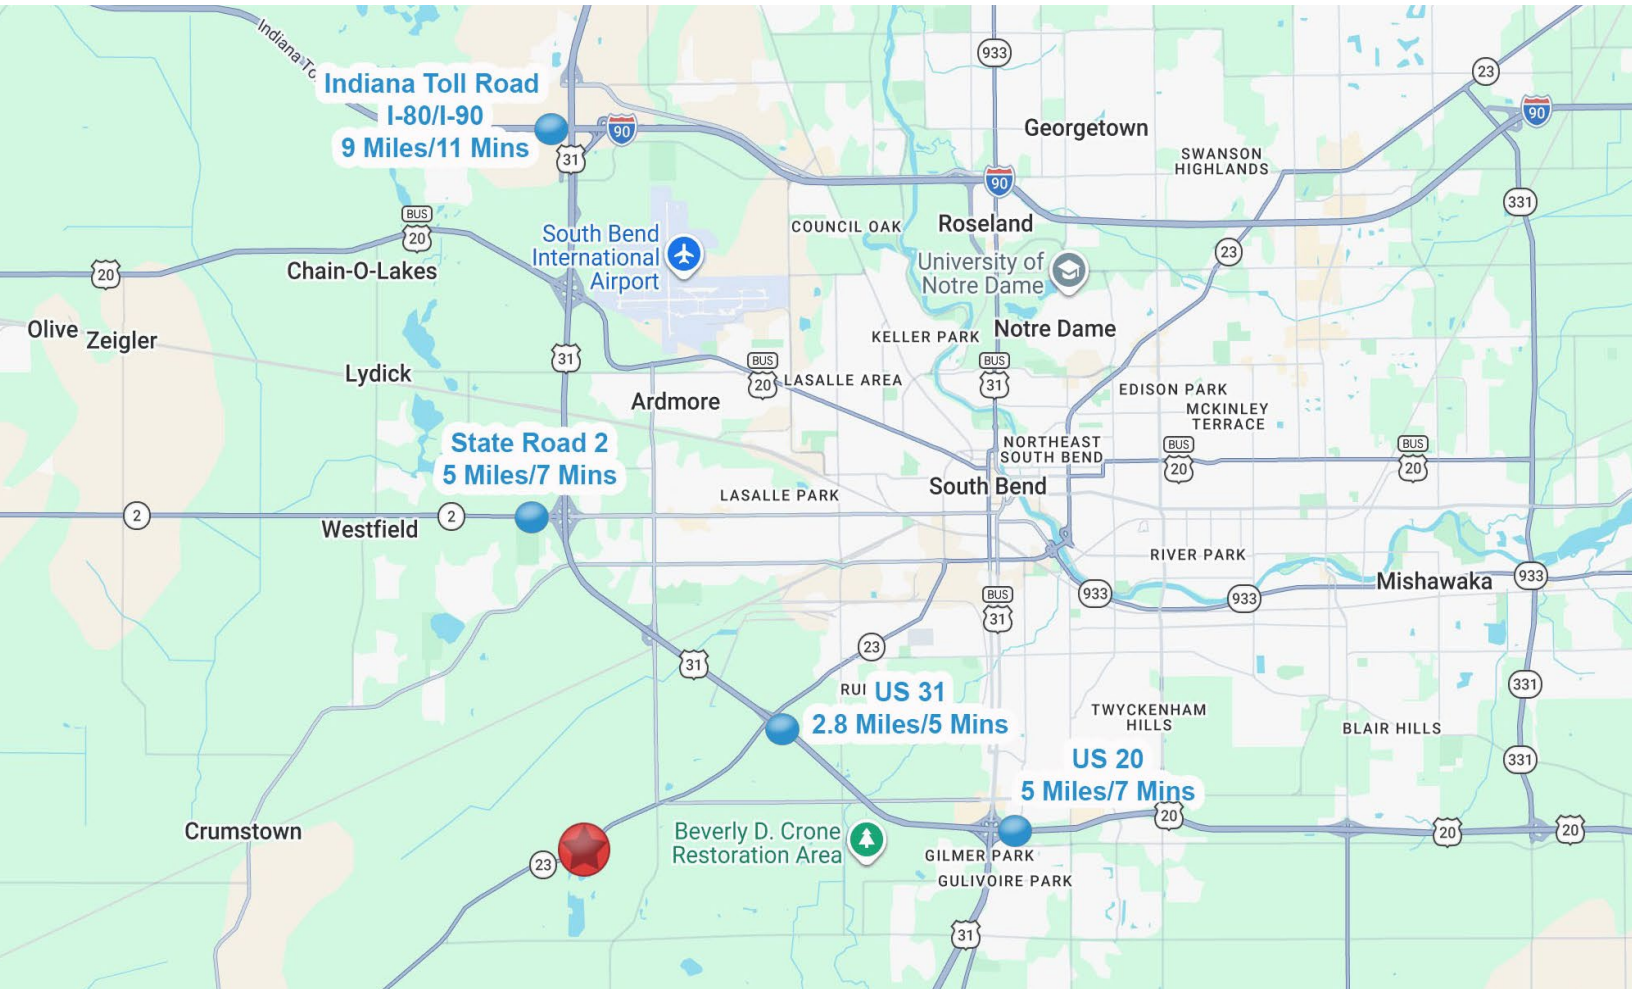 Indiana To
933
23
90
Indiana Toll Road
I-80/I-90
9 Miles/11 Mins
90
31
Georgetown
SWANSON
HIGHLANDS
90
331
BUS
20
COUNCIL OAK
Roseland
South Bend
International
Airport
University of
Notre Dame
23
20
Chain-O-Lakes
Olive
Zeigler
KELLER PARK
Notre Dame
31
Lydick
BUS
20
LASALLE AREA
BUS
31
EDISON PARK
Ardmore
MCKINLEY
TERRACE
State Road 2
5 Miles/7 Mins
NORTHEAST
SOUTH BEND
BUS
20
BUS
20
South Bend
LASALLE PARK
2
Westfield
2
RIVER PARK
Mishawaka
933
933
933
BUS
31
23
31
RUI
US 31
2.8 Miles/5 Mins
331
TWYCKENHAM
HILLS
BLAIR HILLS
US 20
5 Miles/7 Mins
331
20
20
20
Crumstown
Beverly D. Crone
Restoration Area
GILMER PARK
23
GULIVOIRE PARK
31